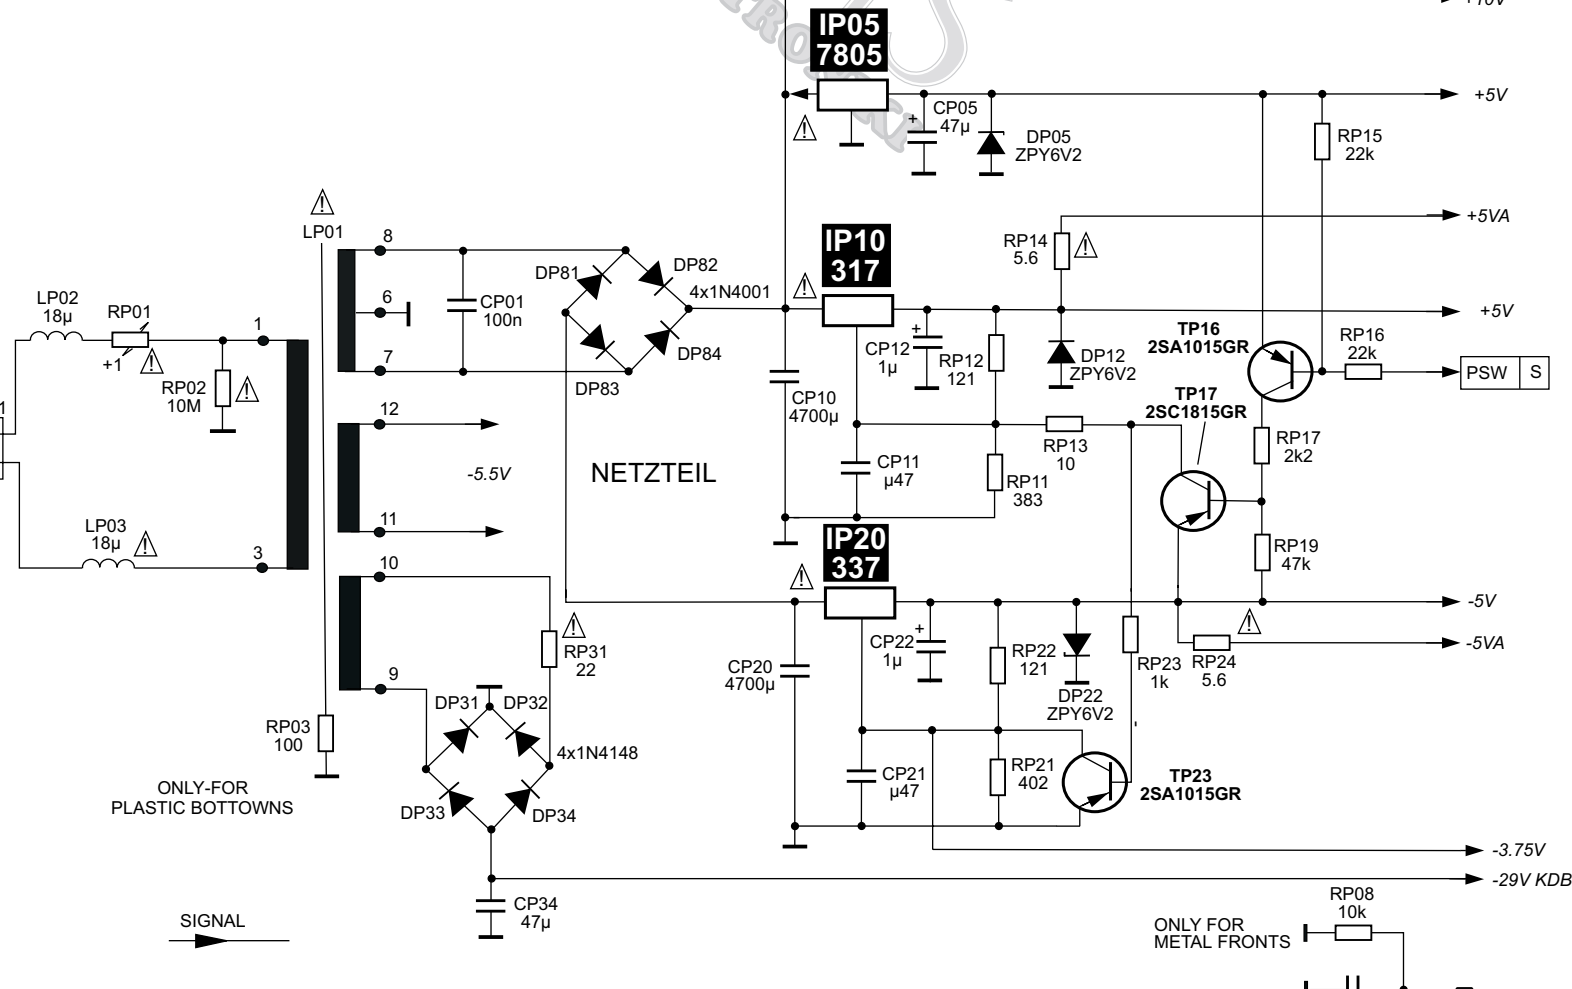 +10V
IP05
7805
+5V
CP05
47µ
+
DP05
ZPY6V2
RP15
22k
LP01
8
DP81
DP82
4x1N4001
IP10
317
RP14
5.6
+5VA
+5V
LP02
18µ
RP01
+1
1
6
CP01
100n
7
DP84
DP83
RP02
10M
+
CP12
1µ
RP12
121
DP12
ZPY6V2
TP16
2SA1015GR
RP16
22k
PSW S
CP10
4700µ
TP17
2SC1815GR
1
12
-5.5V
11
NETZTEIL
CP11
µ47
RP13
10
RP11
383
RP17
2k2
LP03
18µ
3
10
IP20
337
RP19
47k
-5V
-5VA
RP31
22
9
CP20
4700µ
+
CP22
1µ
RP22
121
DP22
ZPY6V2
RP23
1k
RP24
5.6
RP03
100
DP31
DP32
4x1N4148
DP33
DP34
CP21
µ47
RP21
402
TP23
2SA1015GR
ONLY-FOR
PLASTIC BOTTOWNS
-3.75V
-29V KDB
CP34
47µ
SIGNAL
ONLY FOR
METAL FRONTS
RP08
10k